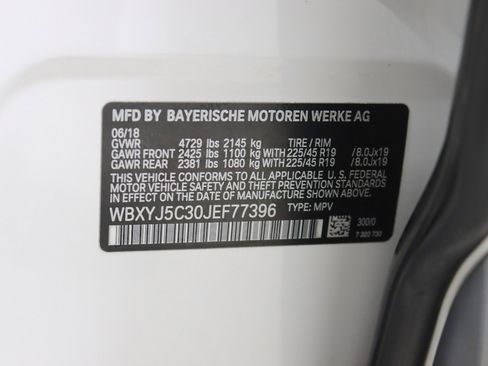 MFD BY BAYERISCHE MOTOREN WERKE AG
06/18
GVWR 4729 lbs 2145 kg TIRE / RIM
GAWR FRONT 2425 lbs 1100 kg WITH 225/45 R19 /8.0Jx19
GAWR REAR 2381 lbs 1080 kg WITH 225/45 R19 /8.0Jx19
THIS VEHICLE CONFORMS TO ALL APPLICABLE U. S. FEDERAL
MOTOR VEHICLE SAFETY AND THEFT PREVENTION STANDARDS
IN EFFECT ON THE DATE OF MANUFACTURE SHOWN ABOVE.
WBXYJ5C30JEF77396 TYPE: MPV
300/0
7 320 730